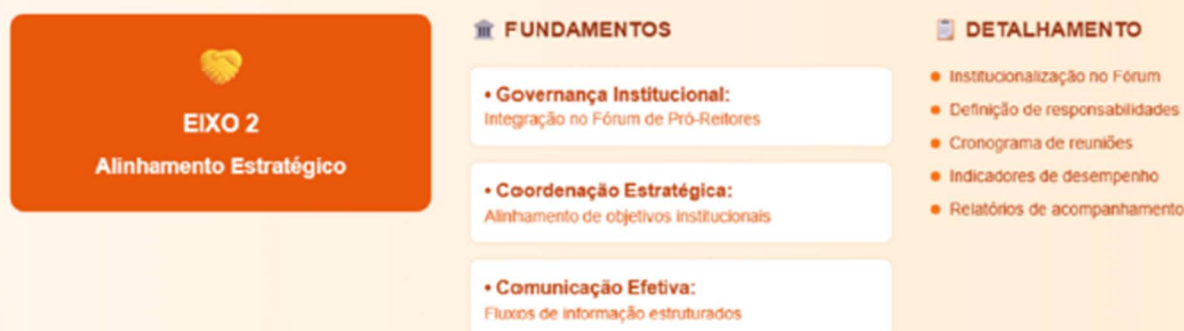 EIXO 2
Alinhamento Estratégico
FUNDAMENTOS
• Governança Institucional:
Integração no Fórum de Pró-Reitores
• Coordenação Estratégica:
Alinhamento de objetivos institucionais
• Comunicação Efetiva:
Fluxos de informação estruturados
DETALHAMENTO
• Institucionalização no Fórum
• Definição de responsabilidades
• Cronograma de reuniões
• Indicadores de desempenho
• Relatórios de acompanhamento